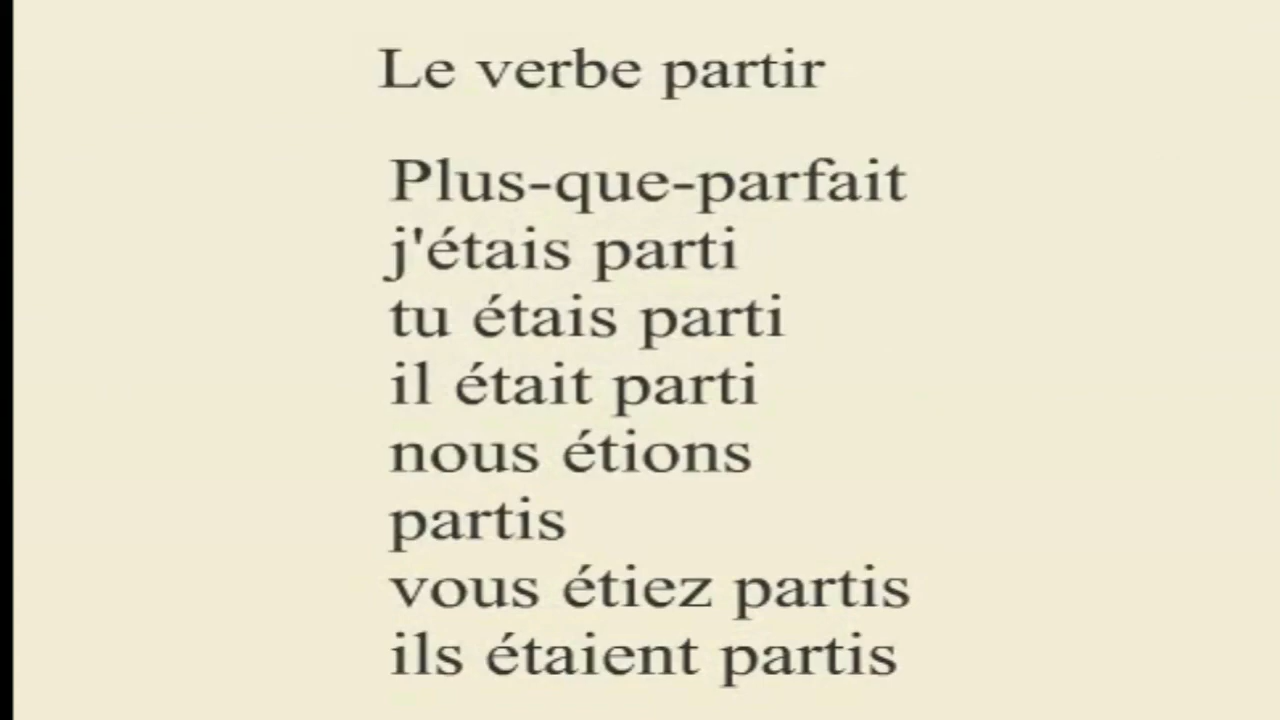 Le verbe partir
Plus-que-parfait
j'étais parti
tu étais parti
il était parti
nous étions
partis
vous étiez partis
ils étaient partis